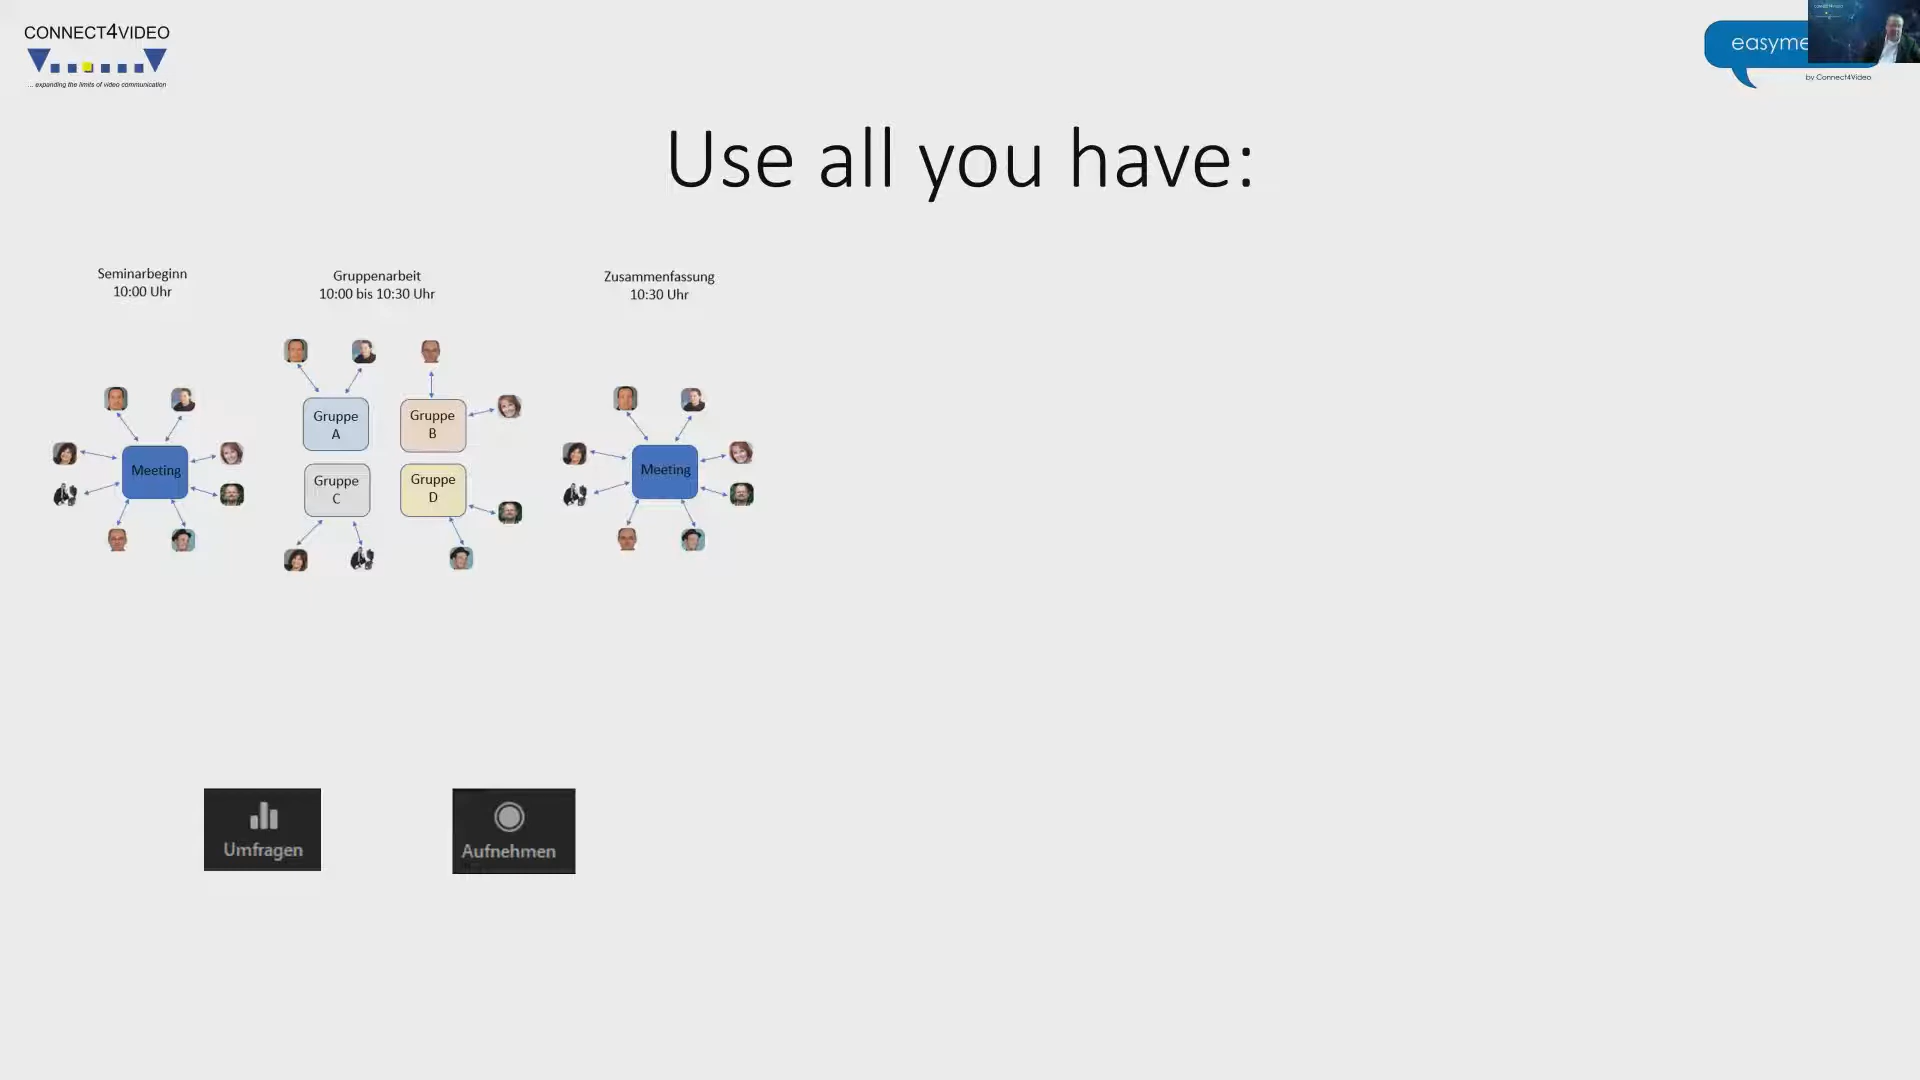 CONNECT4VIDEO
... expanding the limits of video communication
easyme
by Connect4Video
Use all you have:
Seminarbeginn
10:00 Uhr
Gruppenarbeit
10:00 bis 10:30 Uhr
Zusammenfassung
10:30 Uhr
Meeting
Gruppe
A
Gruppe
B
Gruppe
C
Gruppe
D
Meeting
Umfragen
Aufnehmen